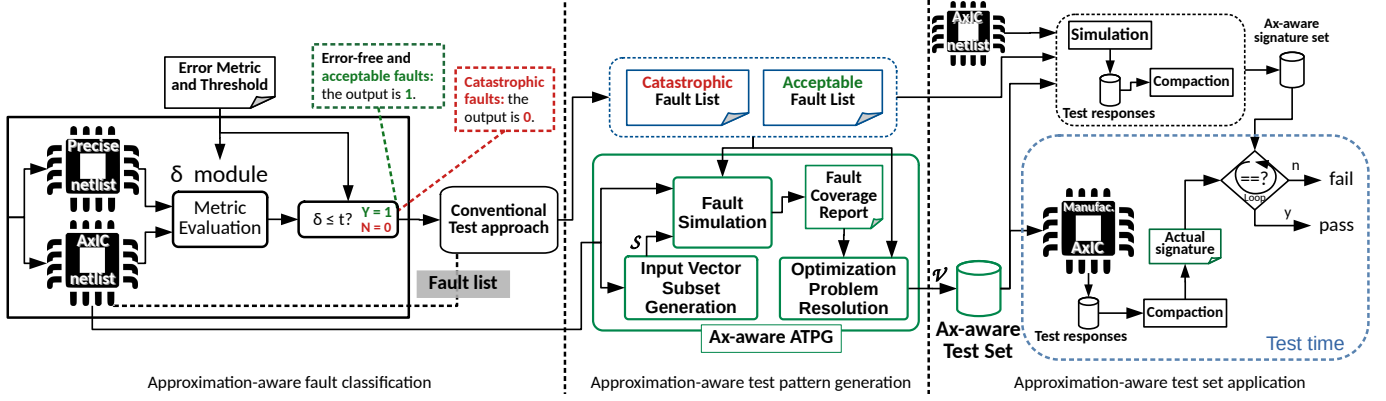 Error Metric
and Threshold
Error-free and
acceptable faults:
the output is 1.
Catastrophic
faults: the
output is 0.
Precise
netlist
AxIC
netlist
δ module
Metric
Evaluation
δ ≤ t?
Y = 1
N = 0
Conventional
Test approach
Fault list
Approximation-aware fault classification
Catastrophic
Fault List
Acceptable
Fault List
Fault
Simulation
Fault
Coverage
Report
S
Input Vector
Subset
Generation
Optimization
Problem
Resolution
Ax-aware ATPG
V
Ax-aware
Test Set
Approximation-aware test pattern generation
AxIC
netlist
Simulation
Test responses
Compaction
Ax-aware
signature set
==?
Loop
n
fail
y
pass
Manufac.
AxIC
Actual
signature
Test responses
Compaction
Test time
Approximation-aware test set application